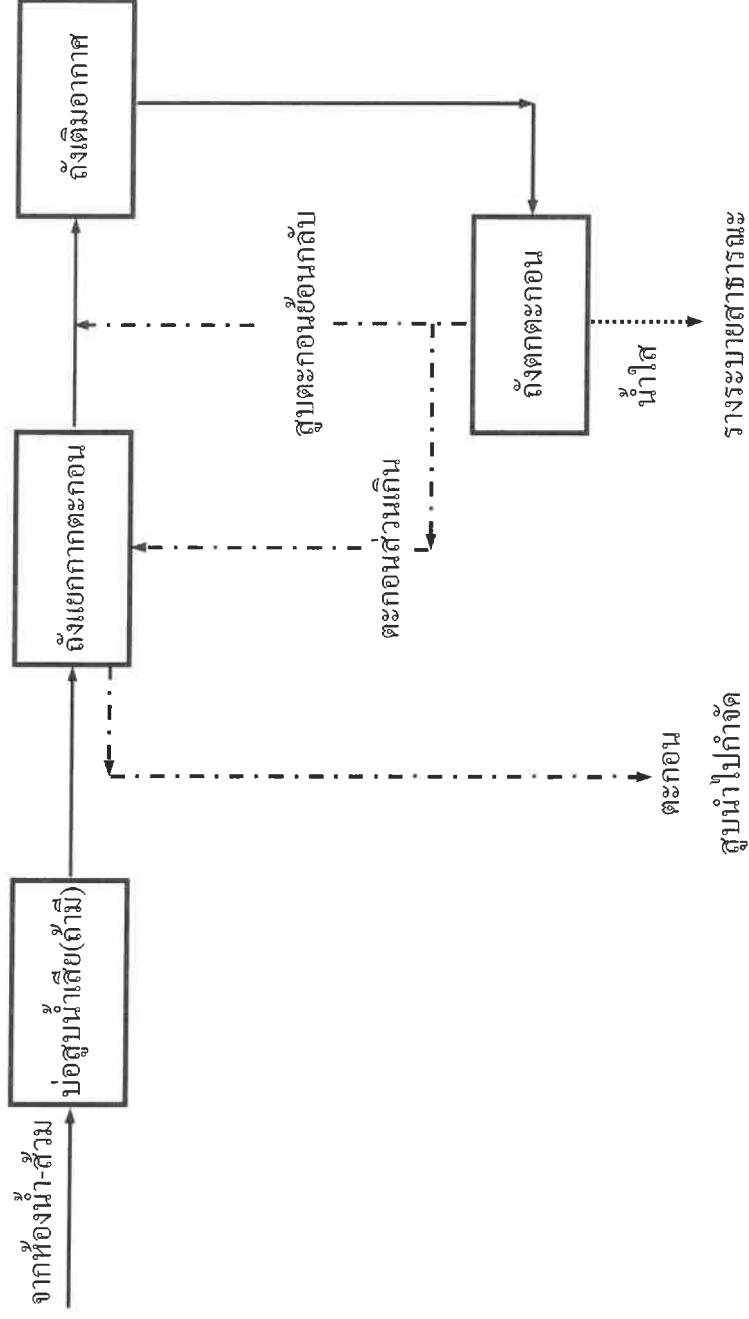 จากห้องน้ำ-ส้วม
บ่อสูบน้ำเสีย(ถ้ามี)
ถังแยกกากตะกอน
ถังเติมอากาศ
สูบตะกอนย้อนกลับ
ตะกอนส่วนเกิน
ถังตกตะกอน
น้ำใส
รางระบายสาธารณะ
ตะกอน
สูบนำไปกำจัด